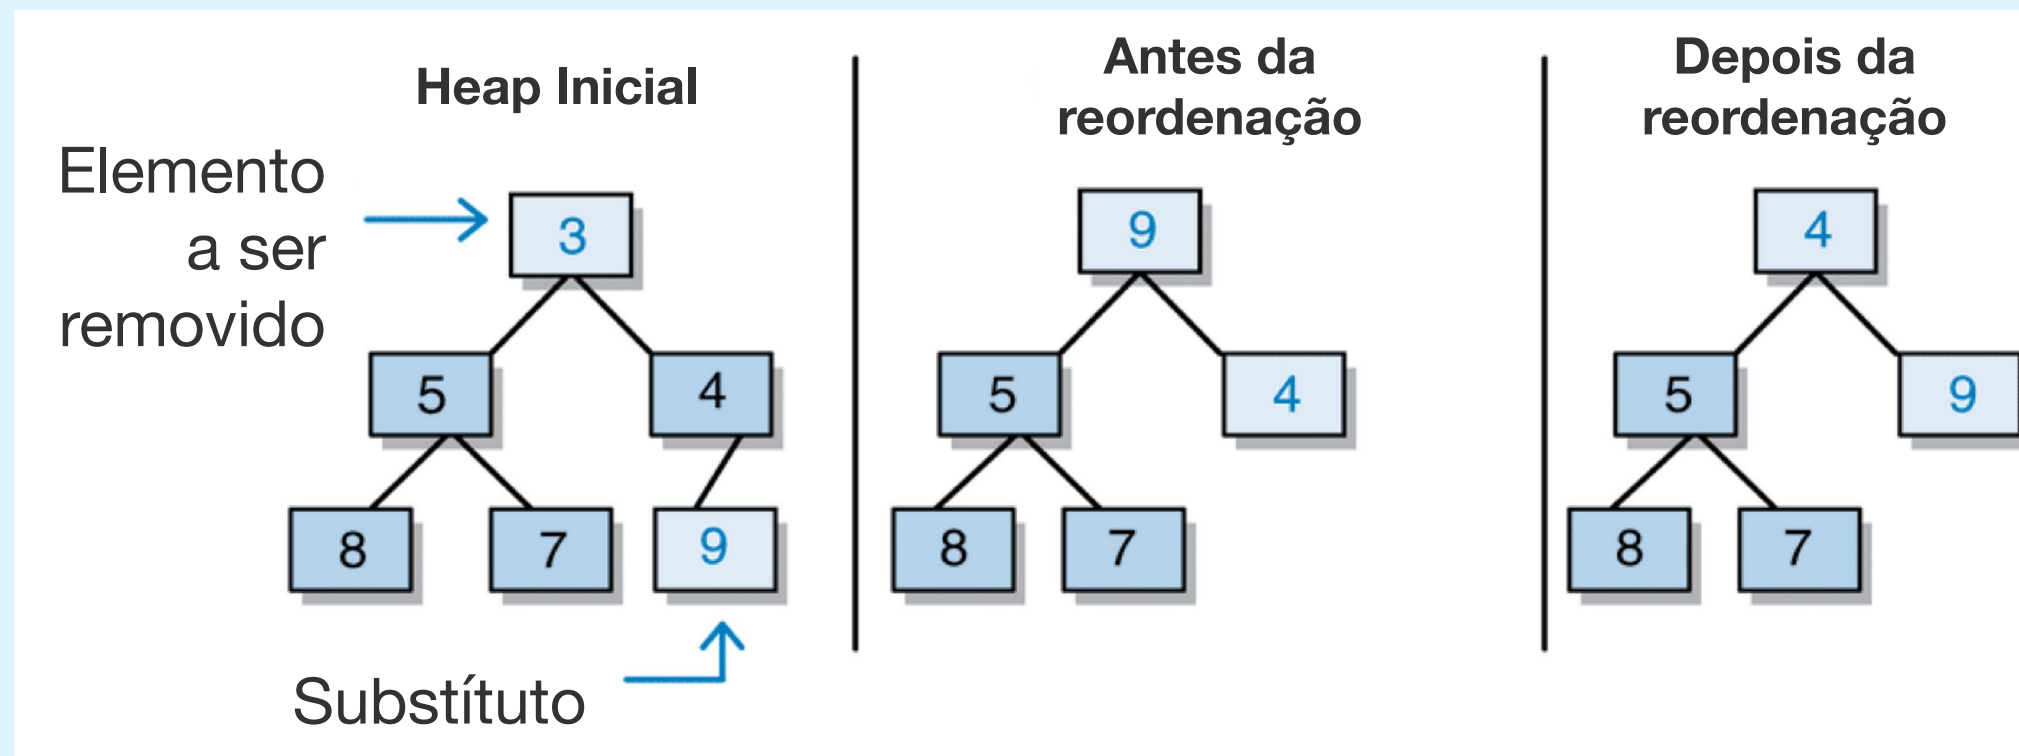 Heap Inicial
Elemento
a ser
removido
3
5 4
8 7 9
Substítuto
Antes da
reordenação
9
5 4
8 7
Depois da
reordenação
4
5 9
8 7